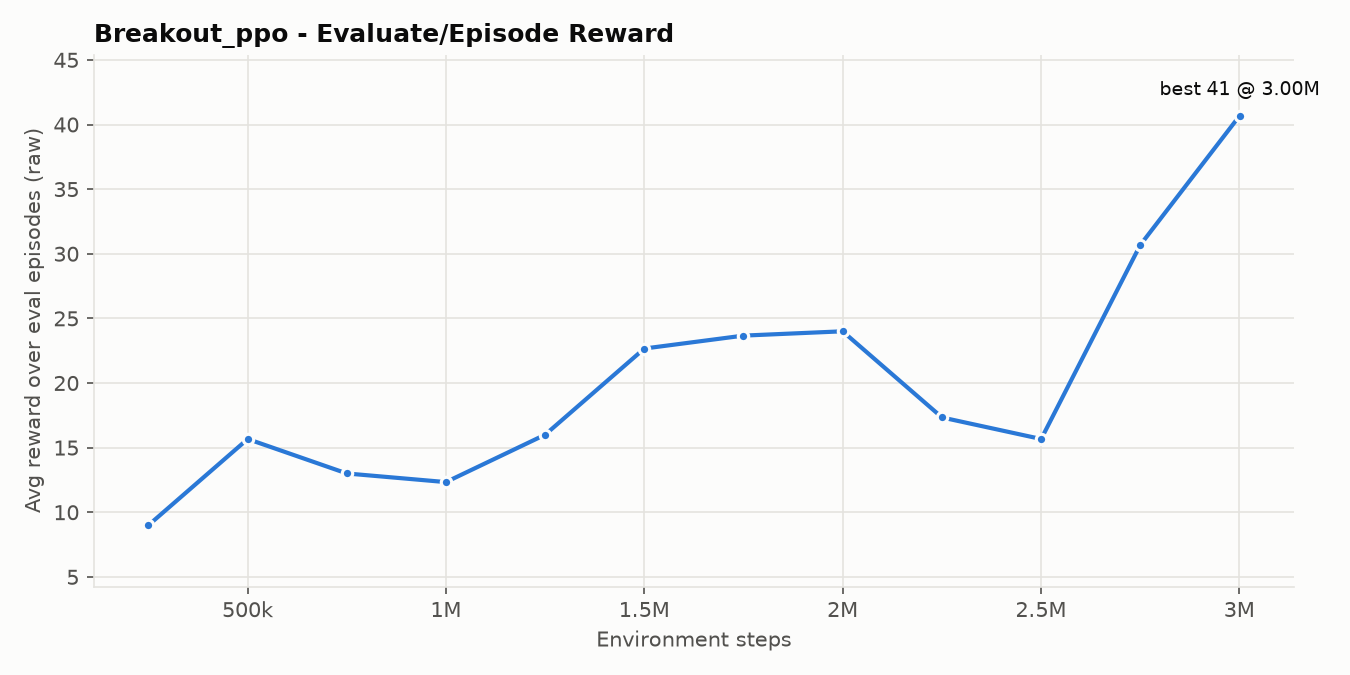 Breakout_ppo - Evaluate/Episode Reward
best 41 @ 3.00M
Avg reward over eval episodes (raw)
45
40
35
30
25
20
15
10
5
500k
1M
1.5M
2M
2.5M
3M
Environment steps